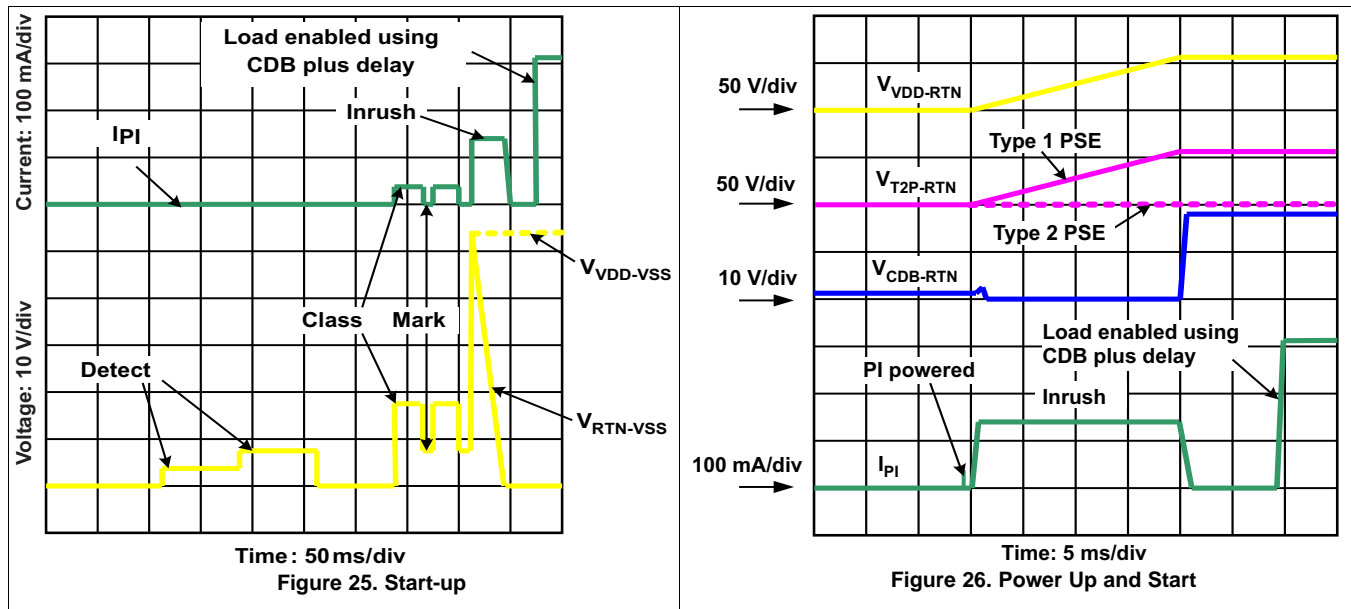 Current: 100 mA/div
Load enabled using
CDB plus delay
Inrush
IPI
VVDD-VSS
Class
Mark
Voltage: 10 V/div
Detect
VRTN-VSS
Time: 50 ms/div
Figure 25. Start-up
50 V/div
VVDD-RTN
Type 1 PSE
50 V/div
VT2P-RTN
Type 2 PSE
10 V/div
VCDB-RTN
Load enabled using
CDB plus delay
PI powered
Inrush
100 mA/div
IPI
Time: 5 ms/div
Figure 26. Power Up and Start